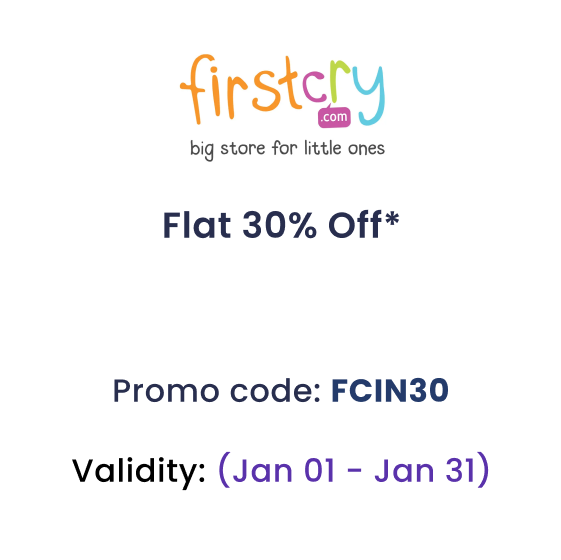 firstcry
.com
big store for little ones
Flat 30% Off*
Promo code: FCIN30
Validity: (Jan 01 - Jan 31)